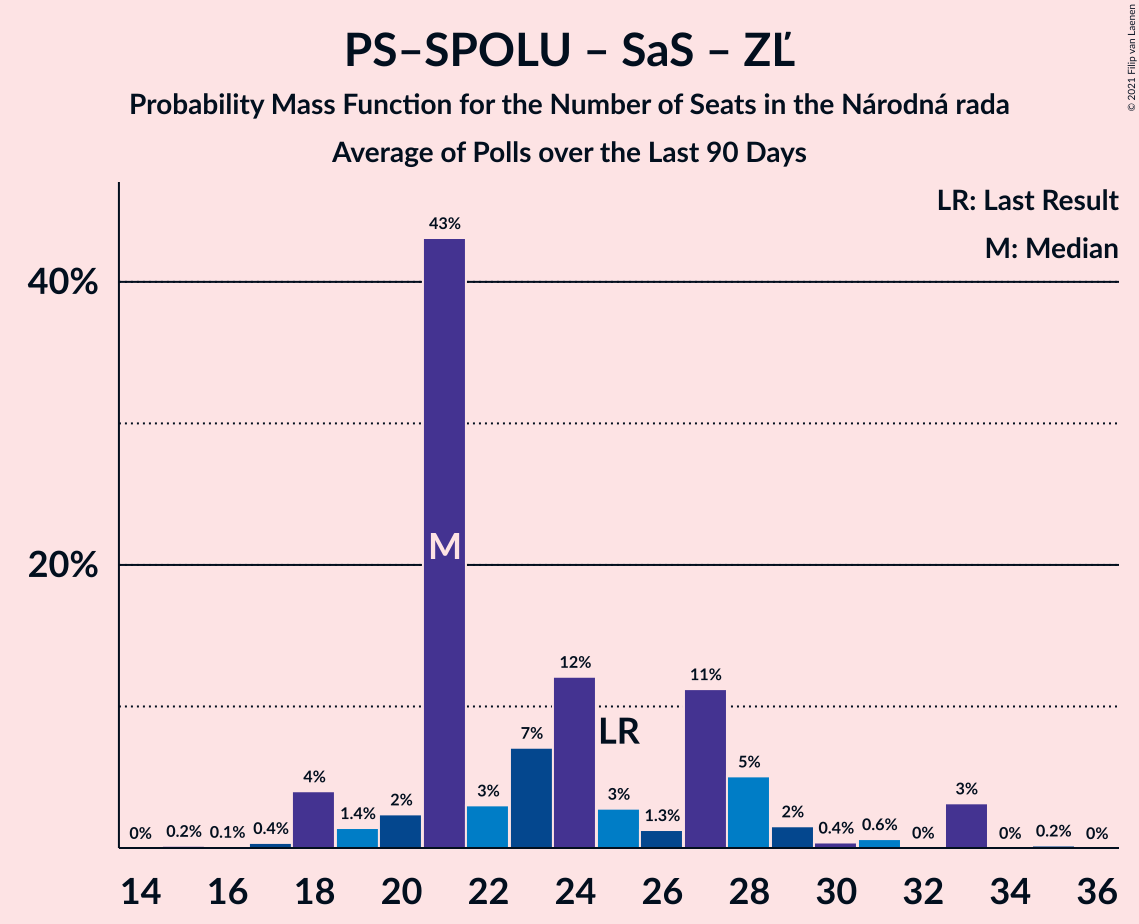 PS–SPOLU – SaS – ZĽ
Probability Mass Function for the Number of Seats in the Národná rada
Average of Polls over the Last 90 Days
© 2021 Filip van Laenen
LR: Last Result
M: Median
40%
20%
0%
0.2%
0.1%
0.4%
4%
1.4%
2%
43%
M
3%
7%
12%
LR
3%
1.3%
11%
5%
2%
0.4%
0.6%
0%
3%
0%
0.2%
0%
14 16 18 20 22 24 26 28 30 32 34 36